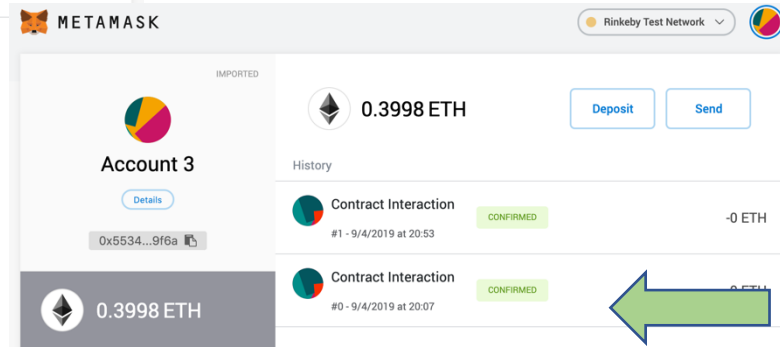 METAMASK
Rinkeby Test Network
IMPORTED
Account 3
Details
0x5534...9f6a
0.3998 ETH
0.3998 ETH
Deposit
Send
History
Contract Interaction
CONFIRMED
-0 ETH
#1 - 9/4/2019 at 20:53
Contract Interaction
CONFIRMED
#0 - 9/4/2019 at 20:07